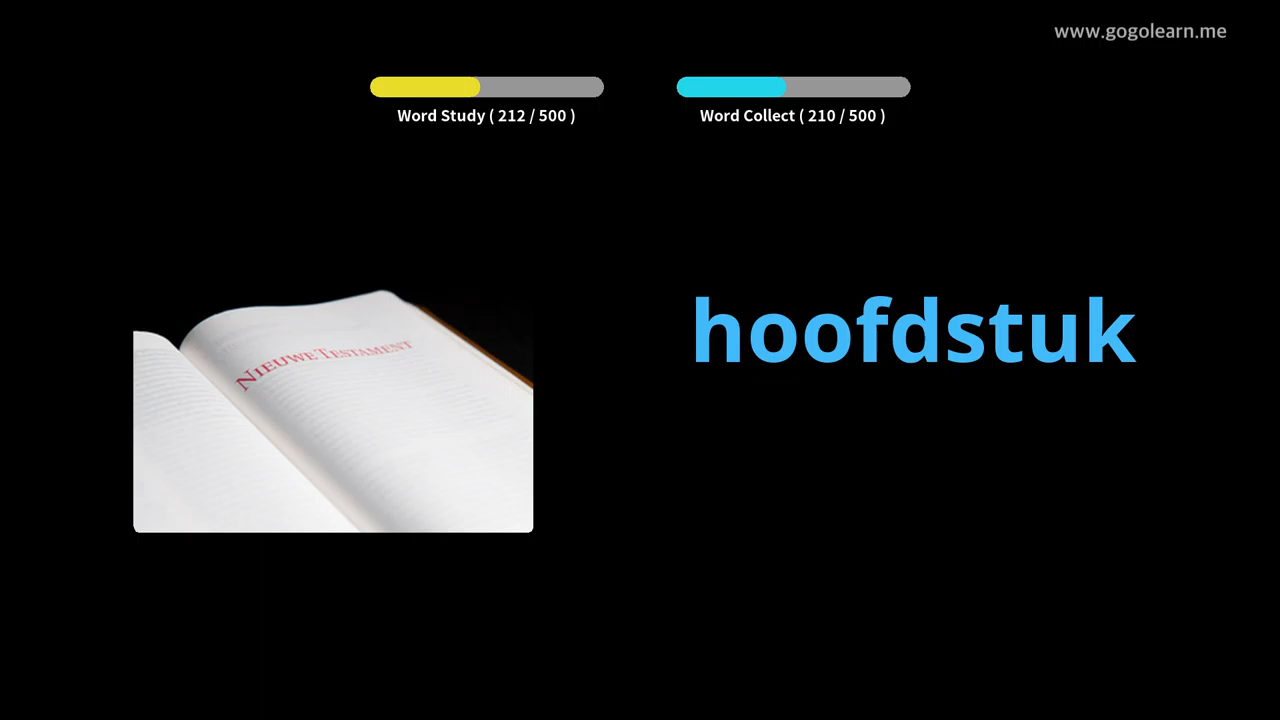 www.gogolearn.me
Word Study ( 212 / 500 )
Word Collect ( 210 / 500 )
hoofdstuk
NIEUWE TESTAMENT